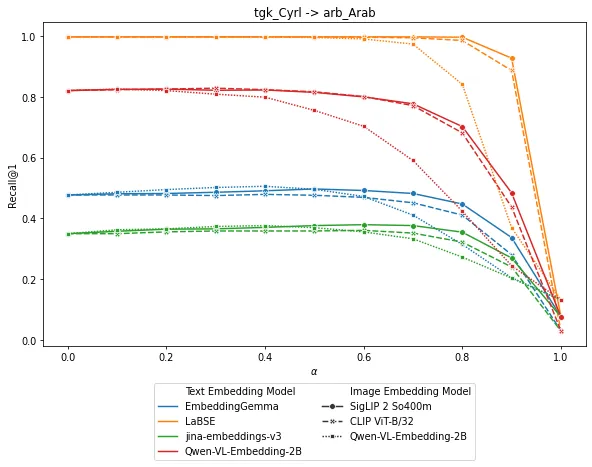 tgk_Cyrl -> arb_Arab
Recall@1
1.0
0.8
0.6
0.4
0.2
0.0
0.0 0.2 0.4 0.6 0.8 1.0
α
Text Embedding Model
EmbeddingGemma
LaBSE
jina-embeddings-v3
Qwen-VL-Embedding-2B
Image Embedding Model
SigLIP 2 So400m
CLIP ViT-B/32
Qwen-VL-Embedding-2B